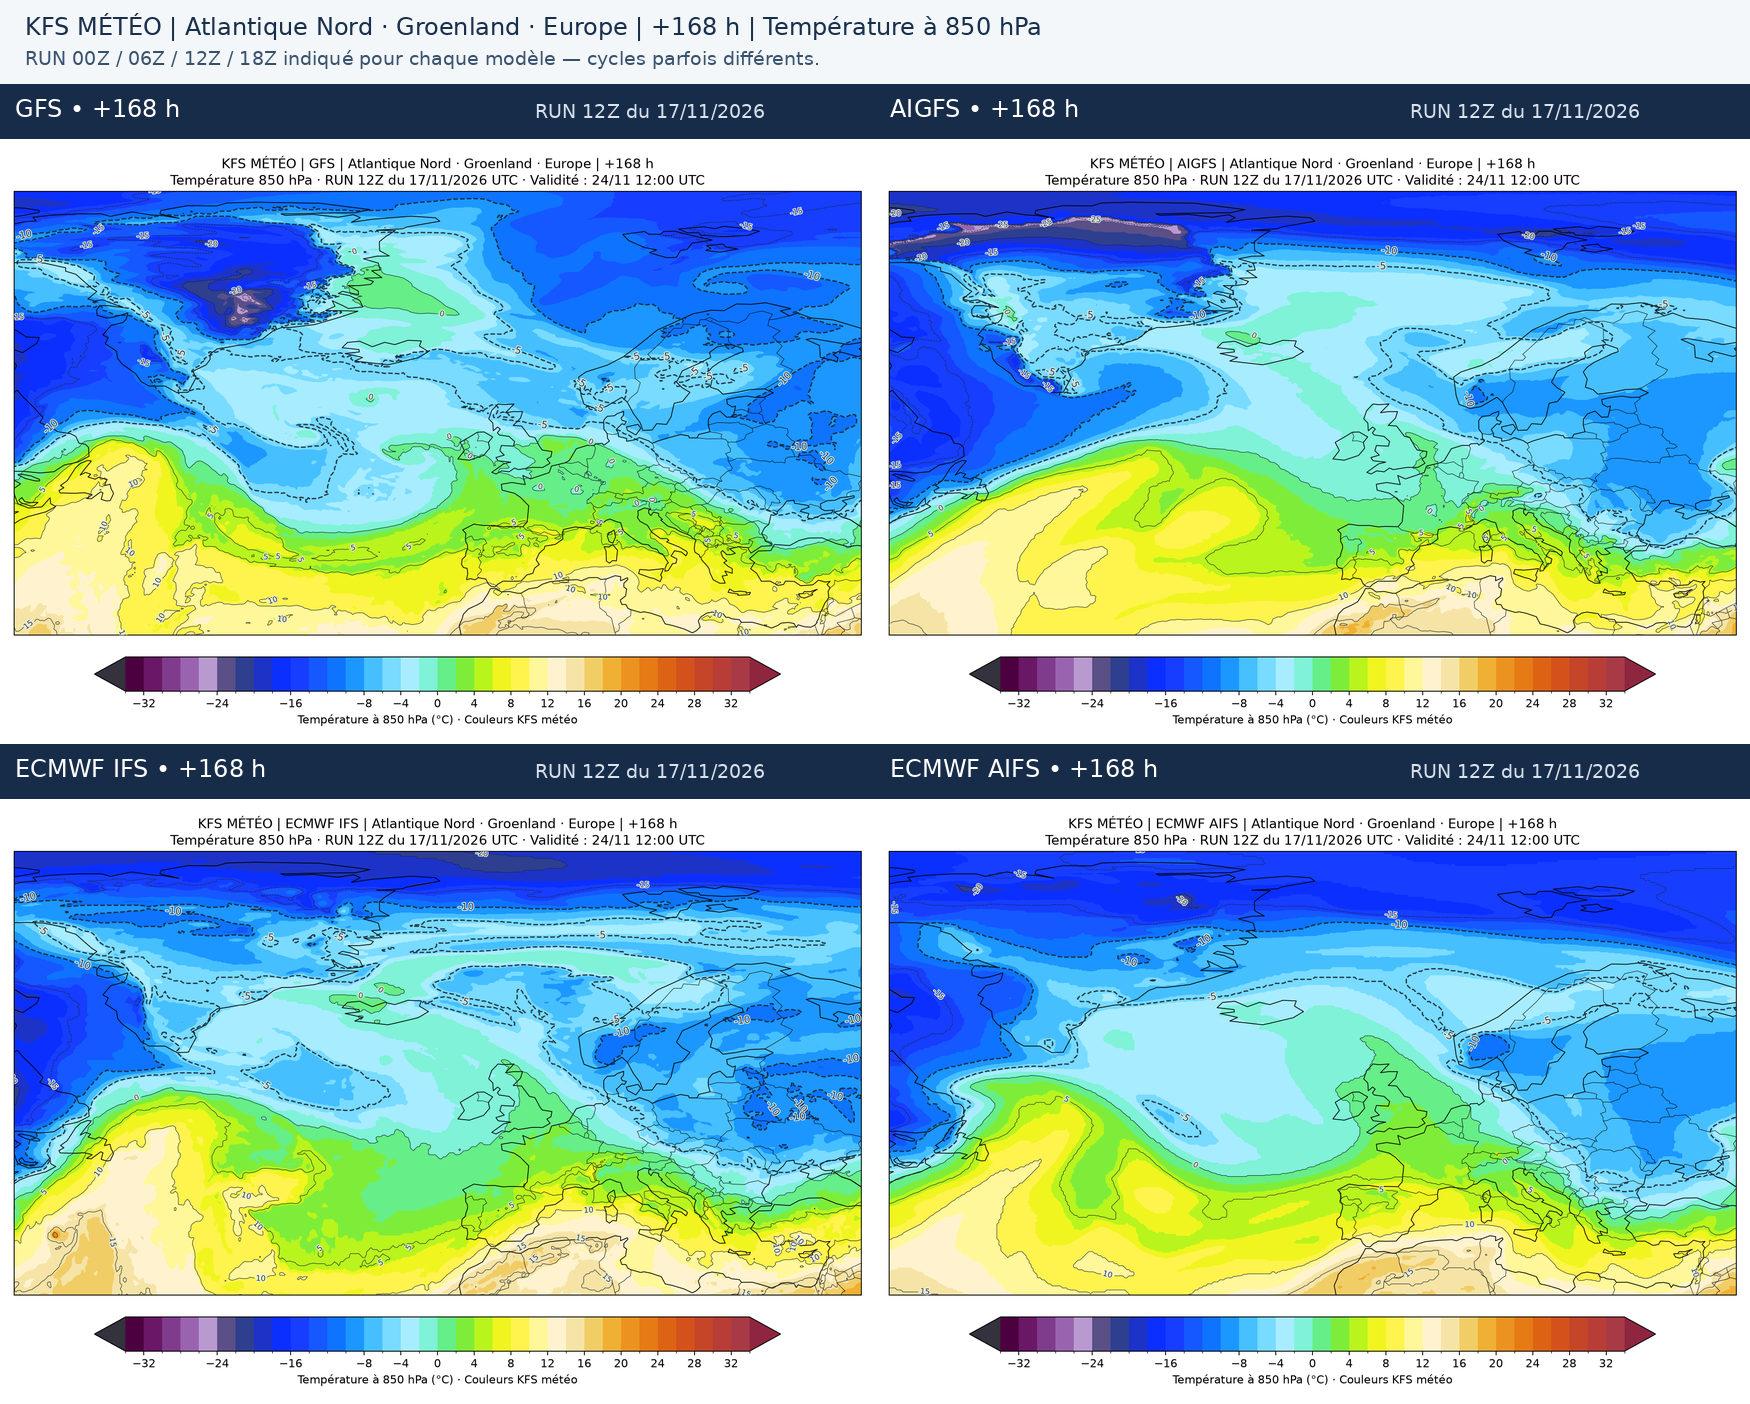 KFS MÉTÉO | Atlantique Nord · Groenland · Europe | +168 h | Température à 850 hPa
RUN 00Z / 06Z / 12Z / 18Z indiqué pour chaque modèle — cycles parfois différents.
GFS • +168 h
RUN 12Z du 17/11/2026
AIGFS • +168 h
RUN 12Z du 17/11/2026
KFS MÉTÉO | GFS | Atlantique Nord · Groenland · Europe | +168 h
Température 850 hPa · RUN 12Z du 17/11/2026 UTC · Validité : 24/11 12:00 UTC
KFS MÉTÉO | AIGFS | Atlantique Nord · Groenland · Europe | +168 h
Température 850 hPa · RUN 12Z du 17/11/2026 UTC · Validité : 24/11 12:00 UTC
−32 −24 −16 −8 −4 0 4 8 12 16 20 24 28 32
Température à 850 hPa (°C) · Couleurs KFS météo
−32 −24 −16 −8 −4 0 4 8 12 16 20 24 28 32
Température à 850 hPa (°C) · Couleurs KFS météo
ECMWF IFS • +168 h
RUN 12Z du 17/11/2026
ECMWF AIFS • +168 h
RUN 12Z du 17/11/2026
KFS MÉTÉO | ECMWF IFS | Atlantique Nord · Groenland · Europe | +168 h
Température 850 hPa · RUN 12Z du 17/11/2026 UTC · Validité : 24/11 12:00 UTC
KFS MÉTÉO | ECMWF AIFS | Atlantique Nord · Groenland · Europe | +168 h
Température 850 hPa · RUN 12Z du 17/11/2026 UTC · Validité : 24/11 12:00 UTC
−32 −24 −16 −8 −4 0 4 8 12 16 20 24 28 32
Température à 850 hPa (°C) · Couleurs KFS météo
−32 −24 −16 −8 −4 0 4 8 12 16 20 24 28 32
Température à 850 hPa (°C) · Couleurs KFS météo